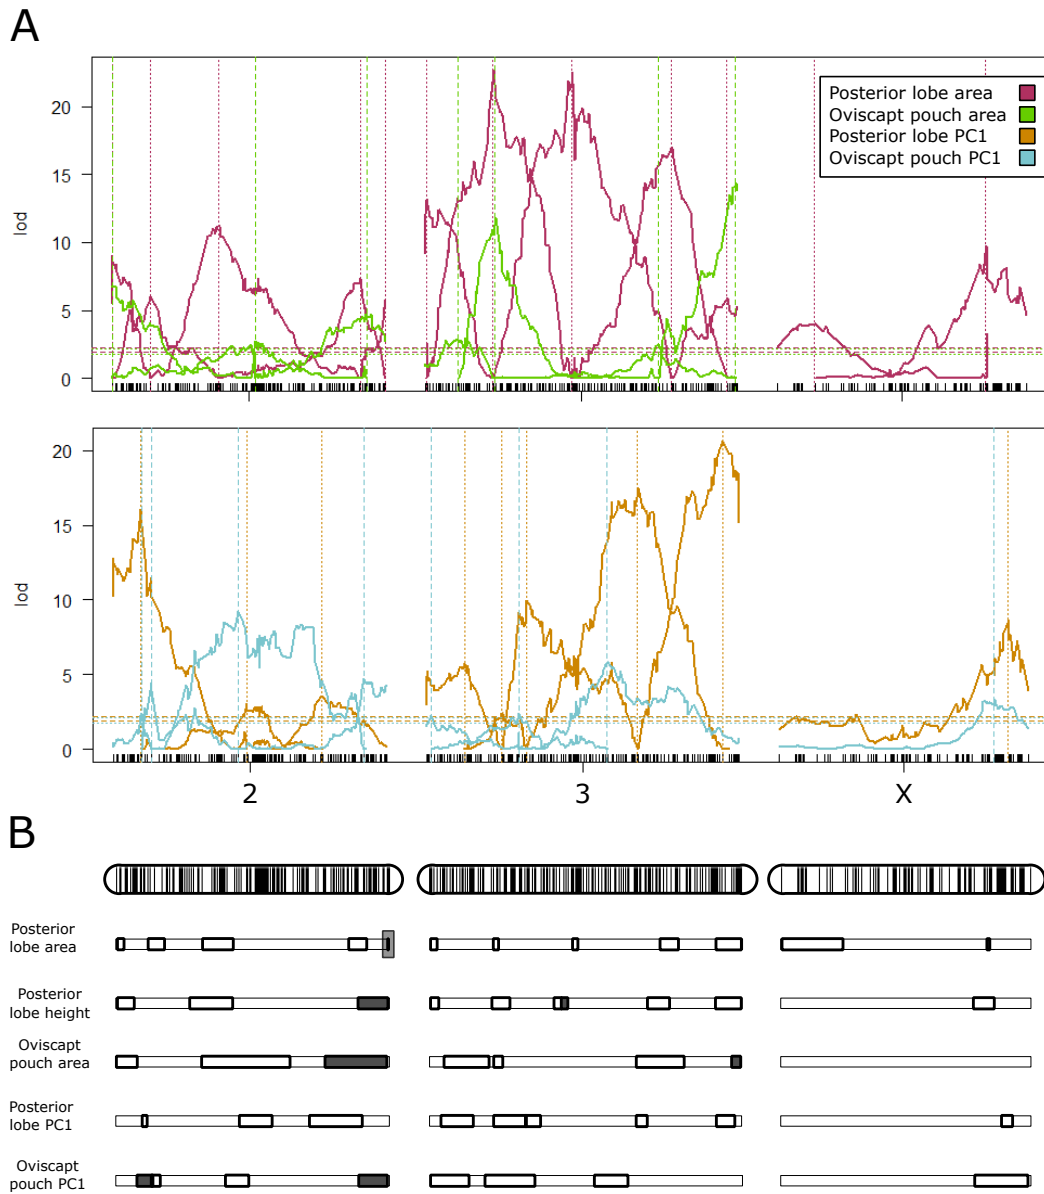 A
Posterior lobe area
Oviscapt pouch area
Posterior lobe PC1
Oviscapt pouch PC1
lod
20
15
10
5
0
lod
20
15
10
5
0
2
3
X
B
Posterior
lobe area
Posterior
lobe height
Oviscapt
pouch area
Posterior
lobe PC1
Oviscapt
pouch PC1